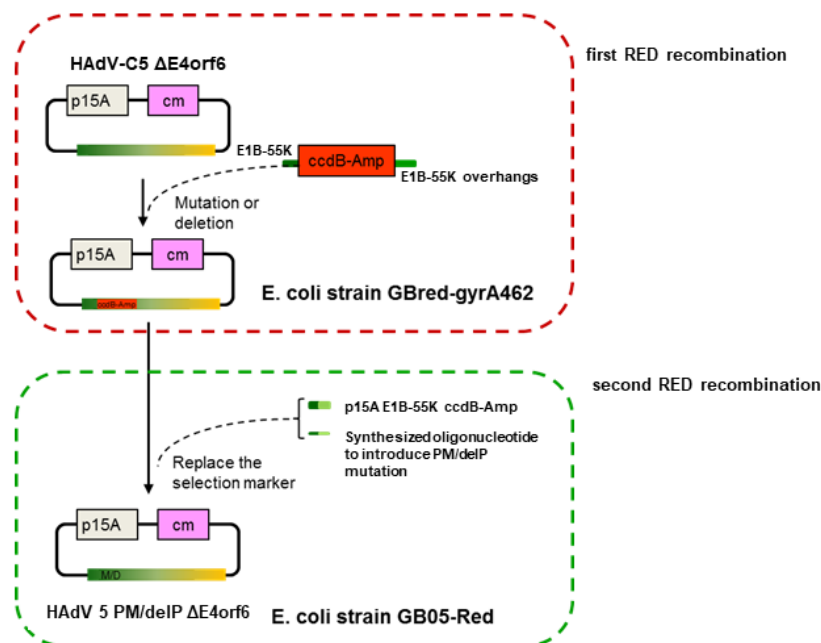 first RED recombination
HAdV-C5 ΔE4orf6
p15A
cm
E1B-55K
ccdB-Amp
E1B-55K overhangs
Mutation or
deletion
p15A
cm
ccdB-Amp
E. coli strain GBred-gyrA462
second RED recombination
p15A E1B-55K ccdB-Amp
Synthesized oligonucleotide
to introduce PM/delP
mutation
Replace the
selection marker
p15A
cm
M/D
HAdV 5 PM/delP ΔE4orf6
E. coli strain GB05-Red